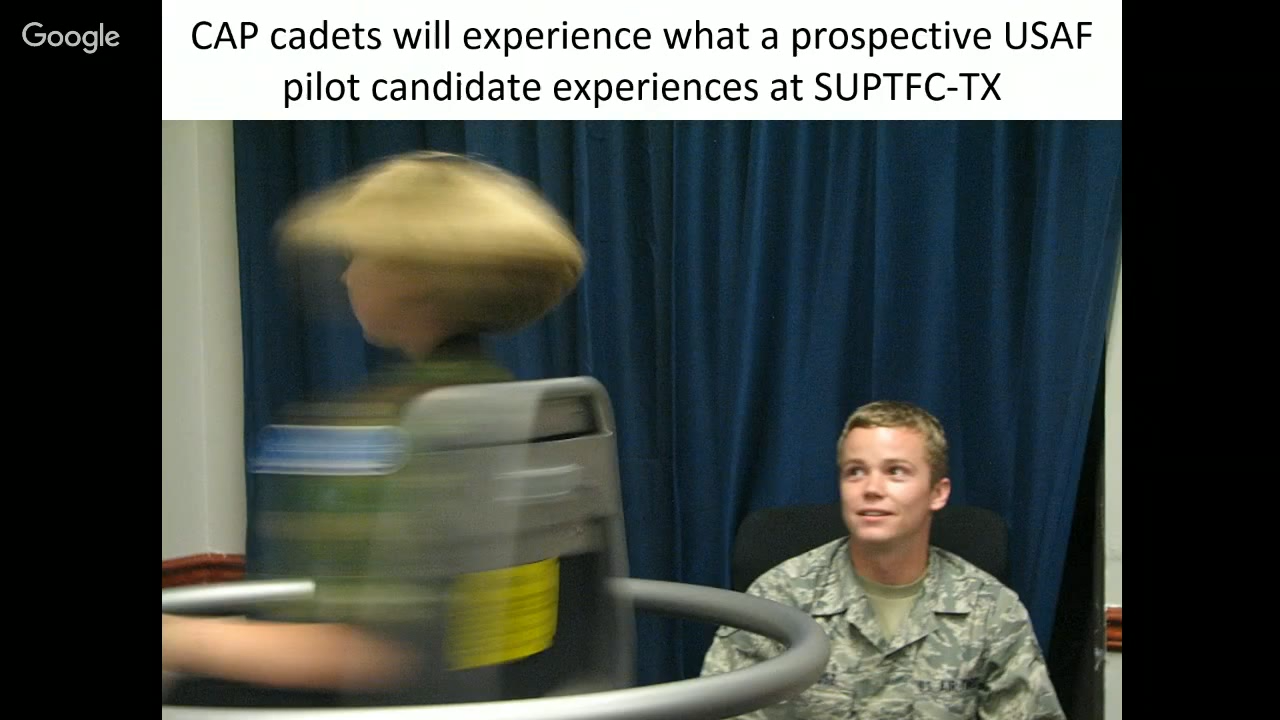 Google
CAP cadets will experience what a prospective USAF
pilot candidate experiences at SUPTFC-TX